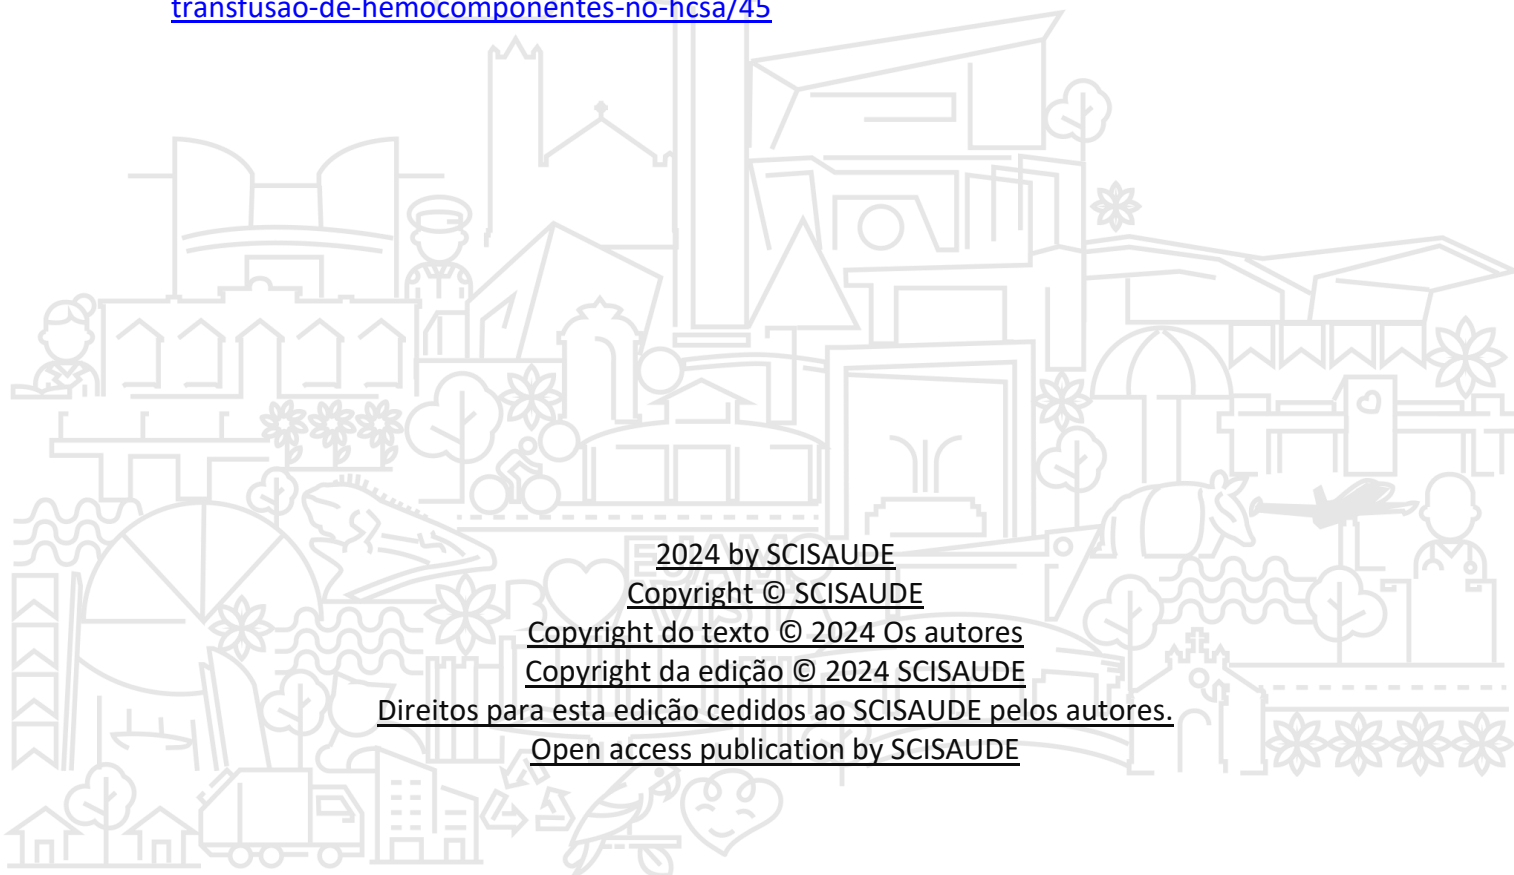 transfusão-de-hemocomponentes-no-hcsa/45
2024 by SCISAUDE
Copyright © SCISAUDE
Copyright do texto © 2024 Os autores
Copyright da edição © 2024 SCISAUDE
Direitos para esta edição cedidos ao SCISAUDE pelos autores.
Open access publication by SCISAUDE